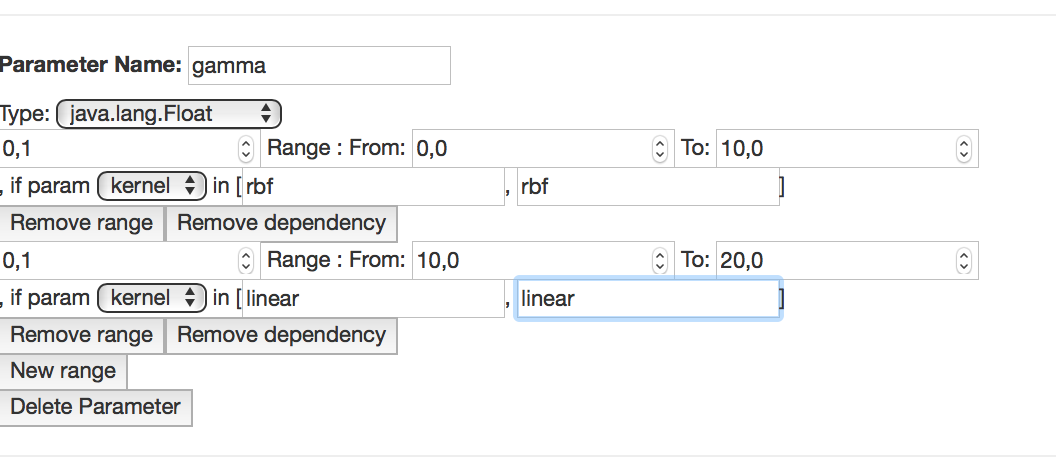 Parameter Name: gamma
Type: java.lang.Float
0,1 Range : From: 0,0 To: 10,0
, if param kernel in [ rbf , rbf ]
Remove range Remove dependency
0,1 Range : From: 10,0 To: 20,0
, if param kernel in [ linear , linear ]
Remove range Remove dependency
New range
Delete Parameter